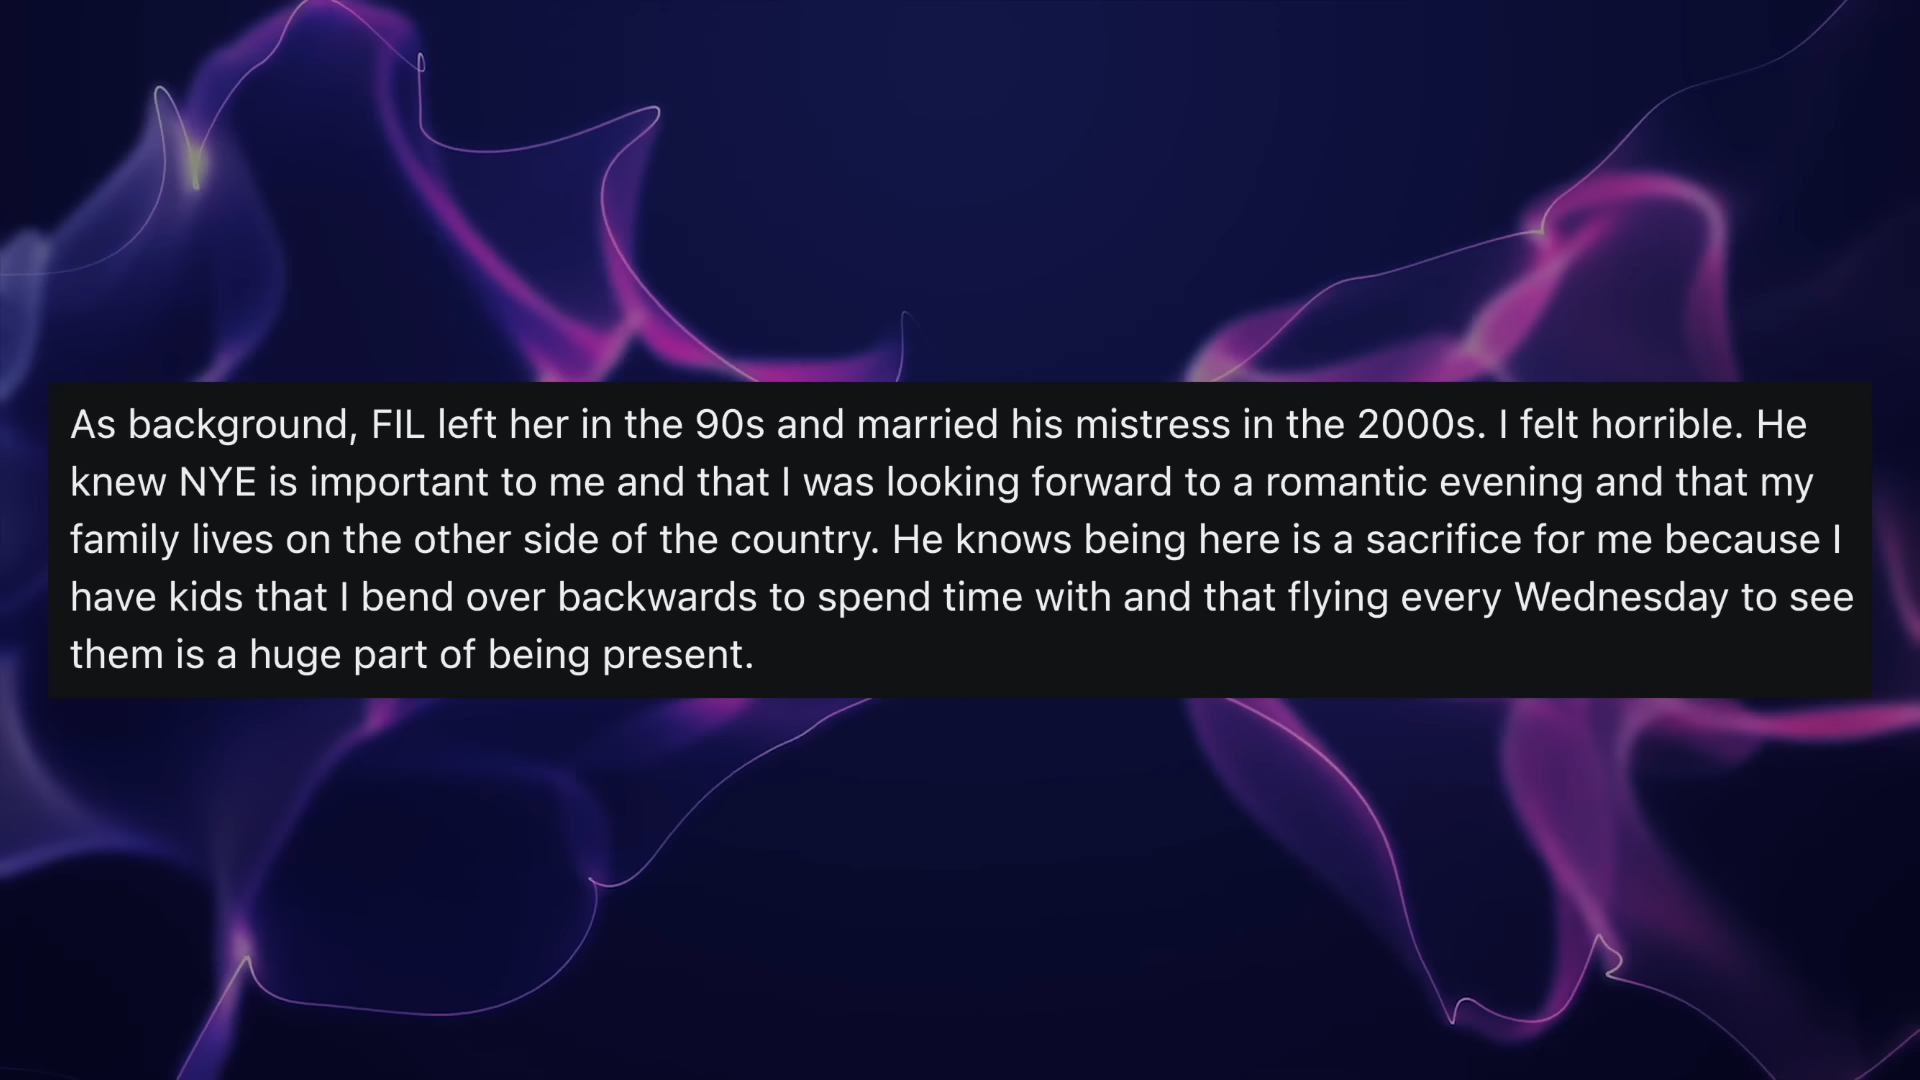 As background, FIL left her in the 90s and married his mistress in the 2000s. I felt horrible. He
knew NYE is important to me and that I was looking forward to a romantic evening and that my
family lives on the other side of the country. He knows being here is a sacrifice for me because I
have kids that I bend over backwards to spend time with and that flying every Wednesday to see
them is a huge part of being present.